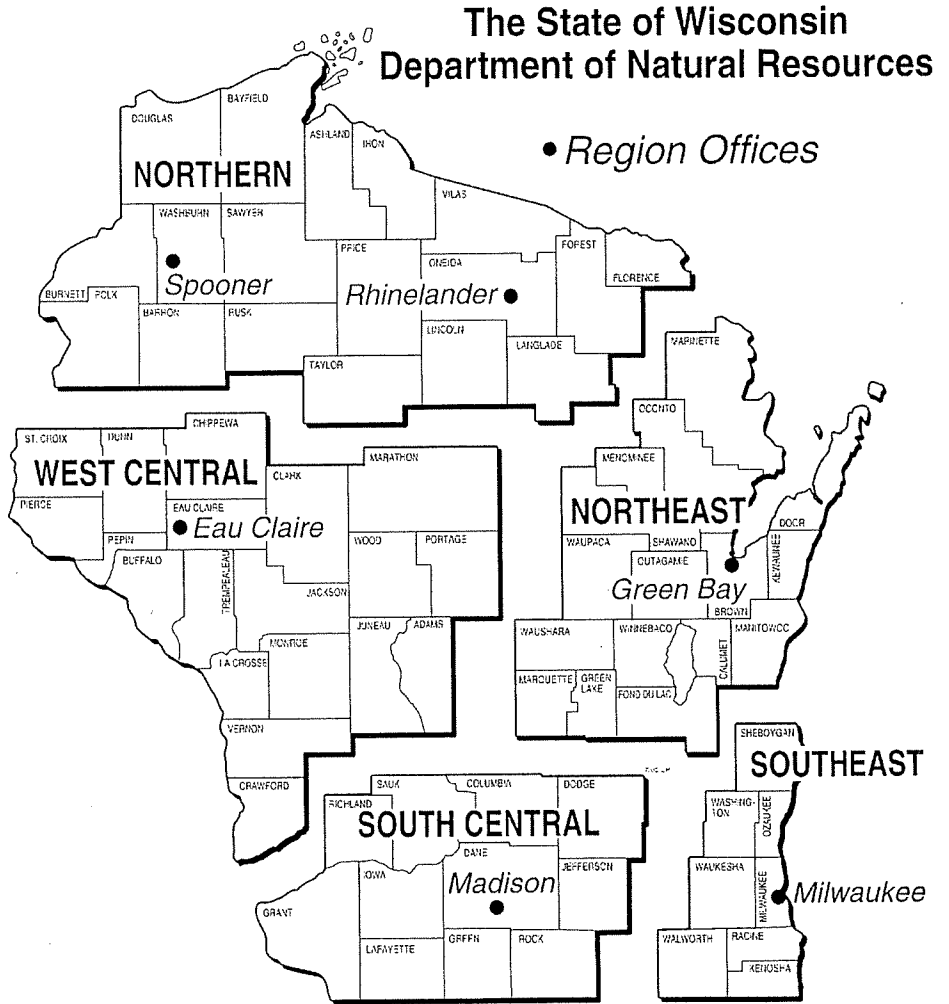 The State of Wisconsin
Department of Natural Resources
Region Offices
NORTHERN
DOUGLAS
BAYFIELD
ASHLAND
IRON
VILAS
WASHBURN
SAWYER
PRICE
ONEIDA
FOREST
FLORENCE
Spooner
Rhinelander
BURNETT
POLK
BARRON
RUSK
LINCOLN
LANGLADE
TAYLOR
WEST CENTRAL
ST. CROIX
DUNN
CHIPPEWA
CLARK
MARATHON
PIERCE
EAU CLAIRE
Eau Claire
PEPIN
BUFFALO
TREMPEALEAU
WOOD
PORTAGE
JACKSON
JUNEAU
ADAMS
MONROE
LA CROSSE
VERNON
CRAWFORD
NORTHEAST
MARINETTE
OCONTO
MENOMINEE
DOOR
WAUPACA
SHAWANO
OUTAGAMIE
KEWAUNEE
Green Bay
BROWN
WAUSHARA
WINNEBAGO
CALUMET
MANITOWOC
MARQUETTE
GREEN
LAKE
FOND DU LAC
SOUTH CENTRAL
SAUK
COLUMBIA
DODGE
RICHLAND
DANE
IOWA
JEFFERSON
Madison
GRANT
LAFAYETTE
GREEN
ROCK
SOUTHEAST
SHEBOYGAN
WASHING-
TON
OZAUKEE
WAUKESHA
MILWAUKEE
Milwaukee
WALWORTH
RACINE
KENOSHA